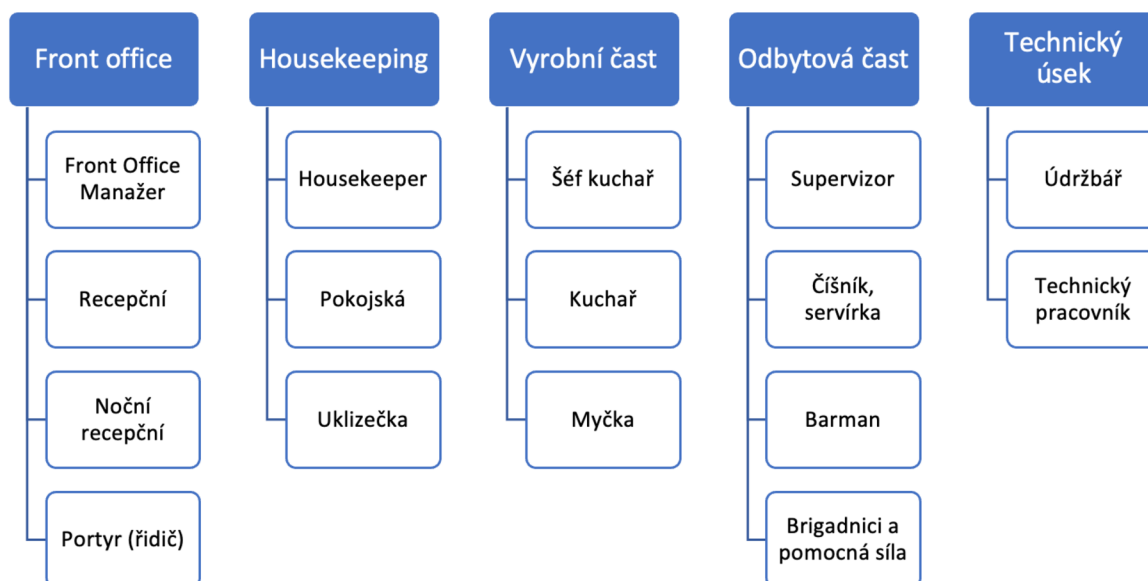 Front office
Front Office
Manažer
Recepční
Noční
recepční
Portyr (řidič)
Housekeeping
Housekeeper
Pokojská
Uklizečka
Vyrobní čast
Šéf kuchař
Kuchař
Myčka
Odbytová čast
Supervizor
Číšník,
servírka
Barman
Brigadnici a
pomocná síla
Technický
úsek
Údržbář
Technický
pracovník